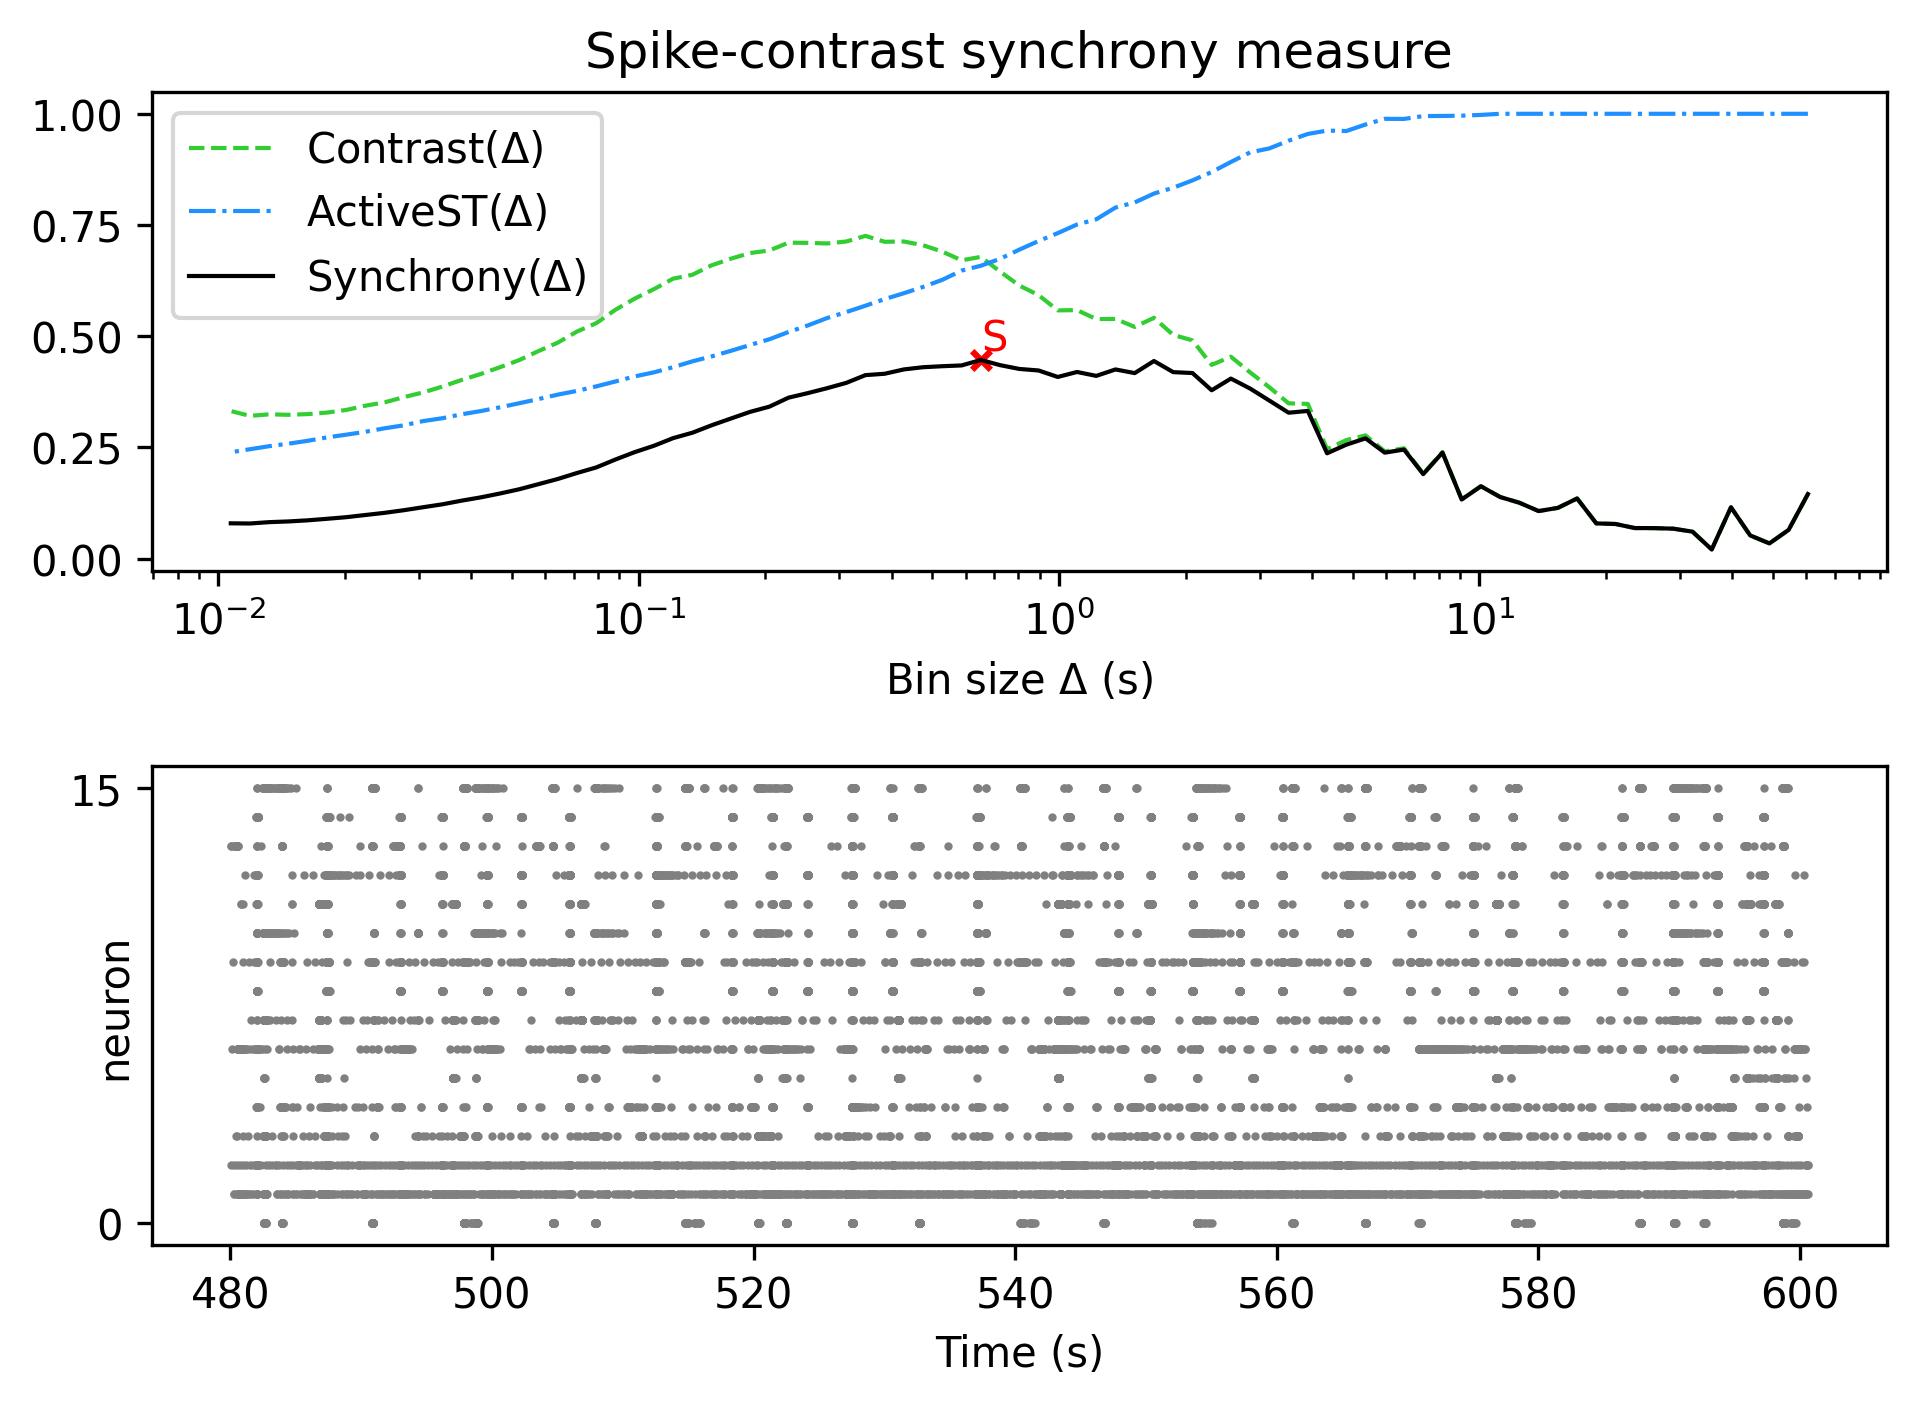 Spike-contrast synchrony measure
1.00
0.75
0.50
0.25
0.00
Contrast(Δ)
ActiveST(Δ)
Synchrony(Δ)
S
10⁻² 10⁻¹ 10⁰ 10¹
Bin size Δ (s)
15
0
neuron
480 500 520 540 560 580 600
Time (s)